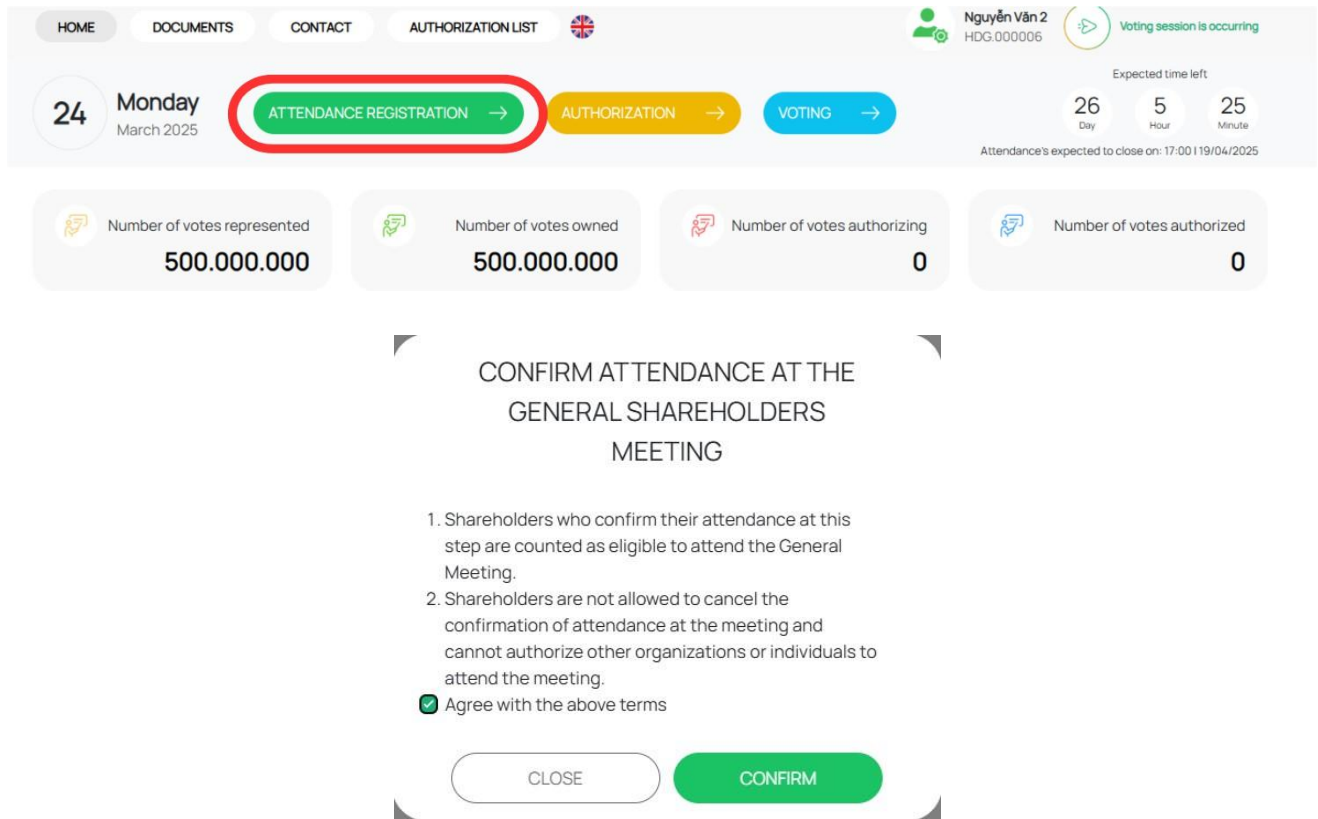 HOME DOCUMENTS CONTACT AUTHORIZATION LIST Nguyễn Văn 2 Voting session is occurring
HDG.000006
Expected time left
24 Monday ATTENDANCE REGISTRATION → AUTHORIZATION → VOTING → 26 5 25
March 2025 Day Hour Minute
Attendance's expected to close on: 17:00 | 19/04/2025
Number of votes represented Number of votes owned Number of votes authorizing Number of votes authorized
500.000.000 500.000.000 0 0
CONFIRM ATTENDANCE AT THE
GENERAL SHAREHOLDERS
MEETING
1. Shareholders who confirm their attendance at this
step are counted as eligible to attend the General
Meeting.
2. Shareholders are not allowed to cancel the
confirmation of attendance at the meeting and
cannot authorize other organizations or individuals to
attend the meeting.
Agree with the above terms
CLOSE CONFIRM